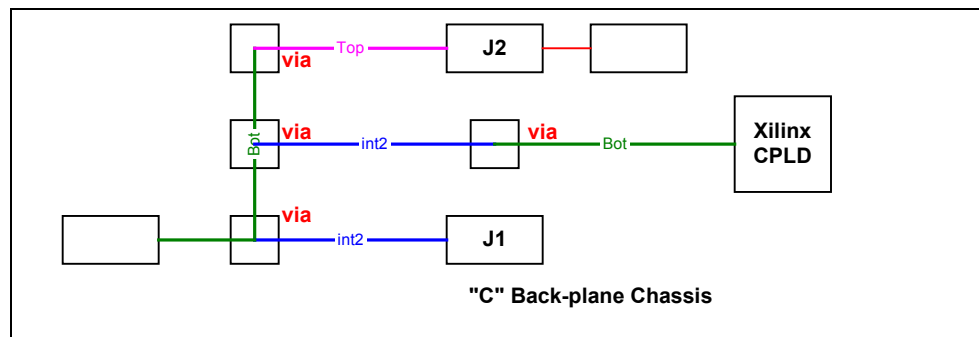 Top
J2
via
via
via
Xilinx
CPLD
Bot
int2
Bot
via
int2
J1
"C" Back-plane Chassis